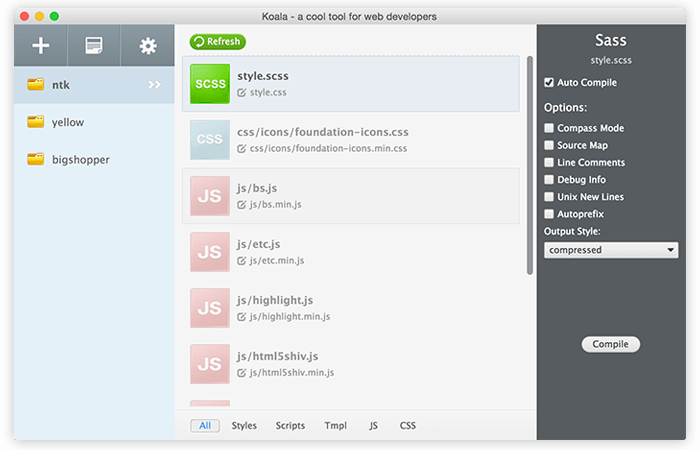 Koala - a cool tool for web developers
ntk
yellow
bigshopper
Refresh
SCSS
style.scss
style.css
CSS
css/icons/foundation-icons.css
css/icons/foundation-icons.min.css
JS
js/bs.js
js/bs.min.js
JS
js/etc.js
js/etc.min.js
JS
js/highlight.js
js/highlight.min.js
JS
js/html5shiv.js
js/html5shiv.min.js
All Styles Scripts Tmpl JS CSS
Sass
style.scss
Auto Compile
Options:
Compass Mode
Source Map
Line Comments
Debug Info
Unix New Lines
Autoprefix
Output Style:
compressed
Compile